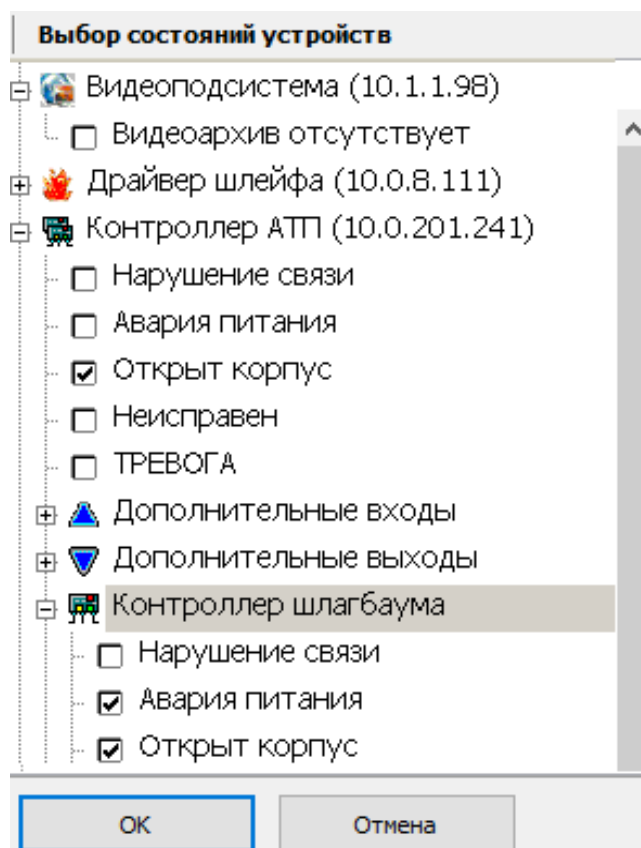 Выбор состояний устройств
Видеоподсистема (10.1.1.98)
Видеоархив отсутствует
Драйвер шлейфа (10.0.8.111)
Контроллер АТП (10.0.201.241)
Нарушение связи
Авария питания
Открыт корпус
Неисправен
ТРЕВОГА
Дополнительные входы
Дополнительные выходы
Контроллер шлагбаума
Нарушение связи
Авария питания
Открыт корпус
ОК
Отмена